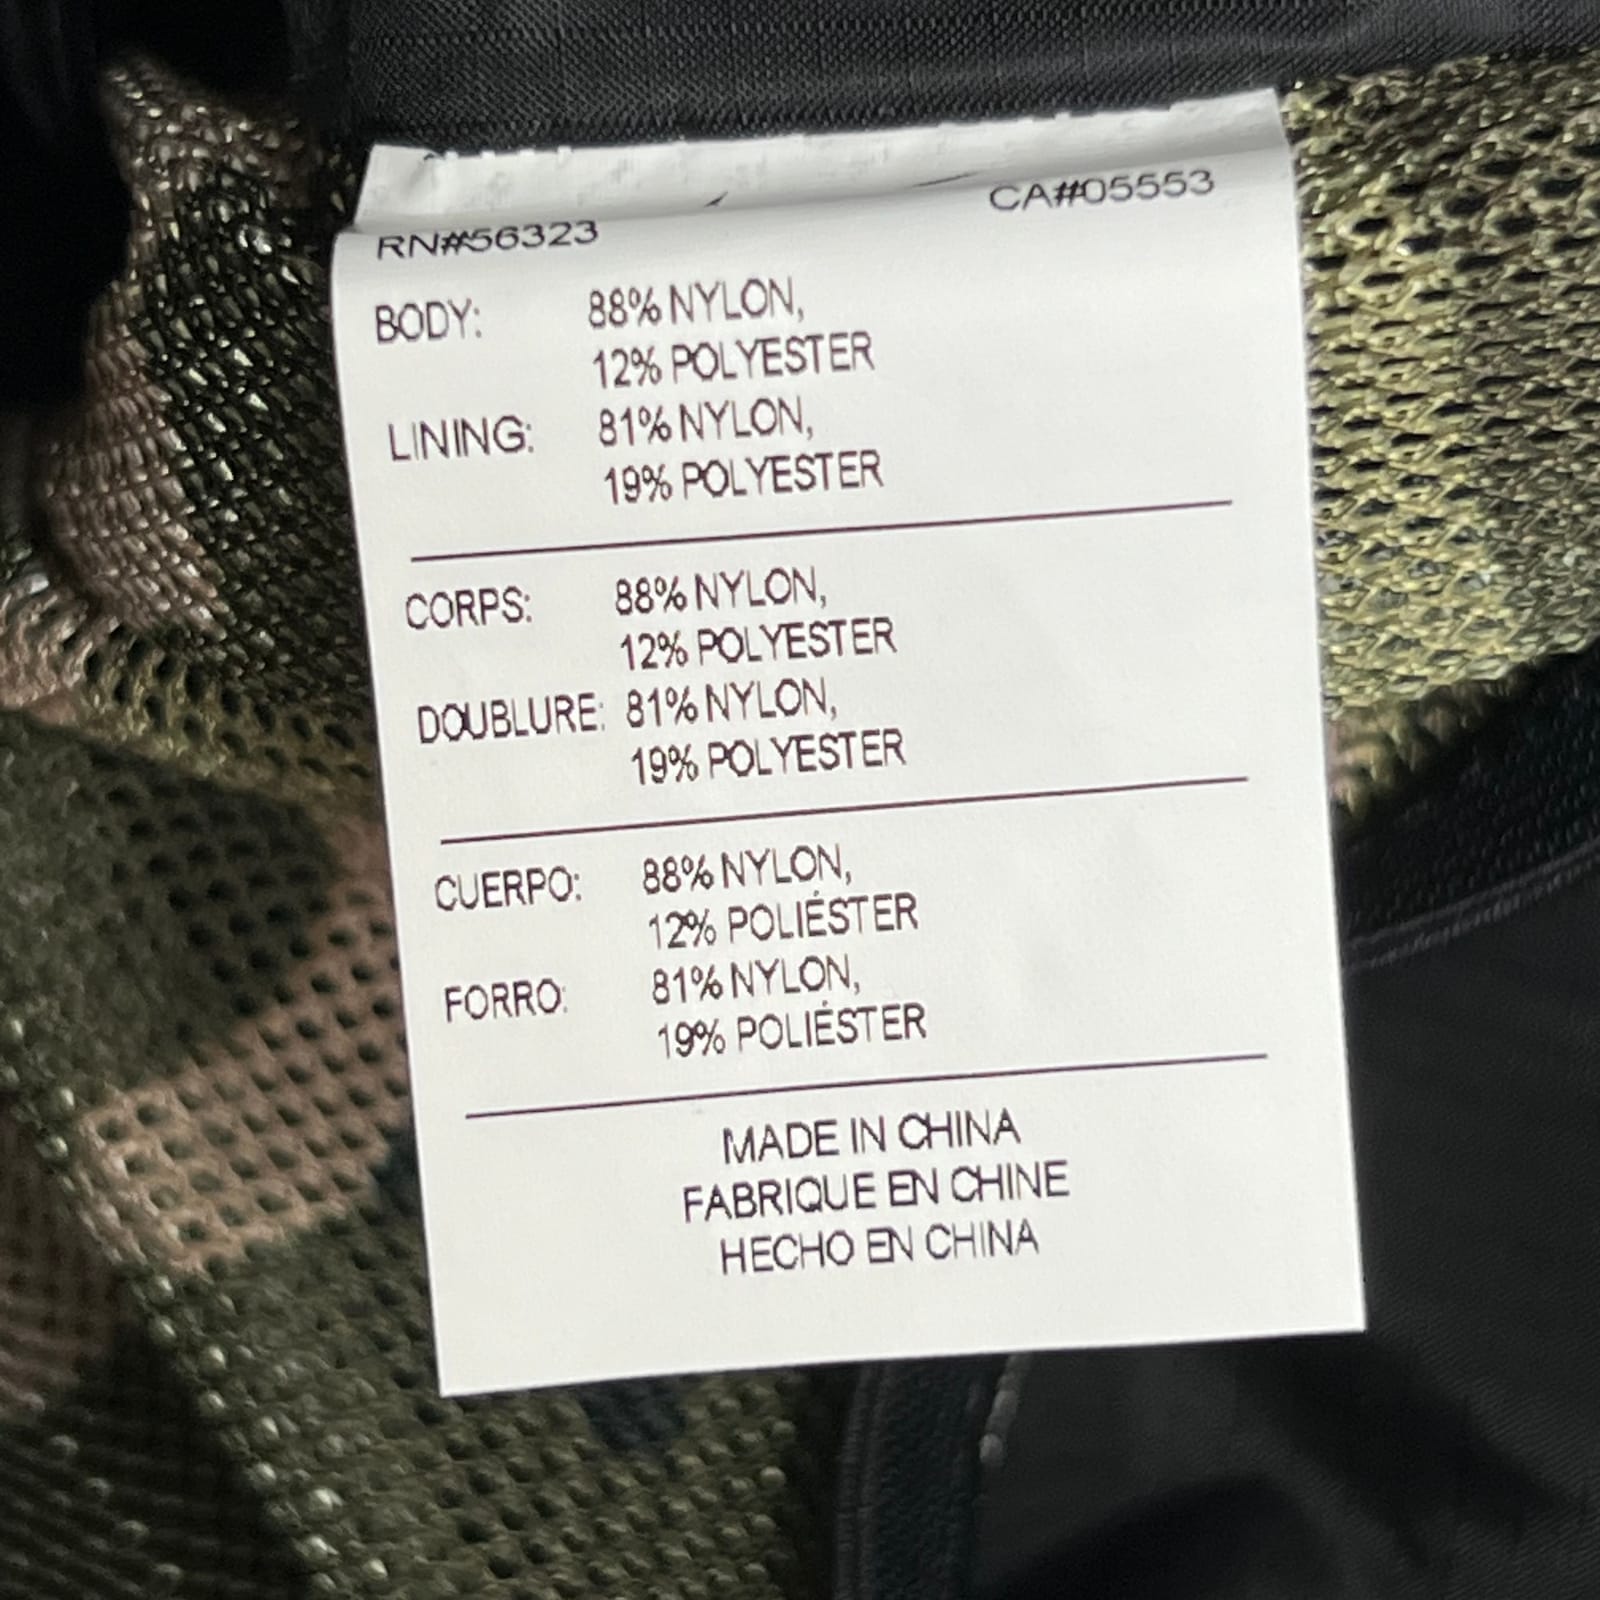 RN#56323 CA#05553
BODY: 88% NYLON,
12% POLYESTER
LINING: 81% NYLON,
19% POLYESTER
CORPS: 88% NYLON,
12% POLYESTER
DOUBLURE: 81% NYLON,
19% POLYESTER
CUERPO: 88% NYLON,
12% POLIÉSTER
FORRO: 81% NYLON,
19% POLIÉSTER
MADE IN CHINA
FABRIQUE EN CHINE
HECHO EN CHINA